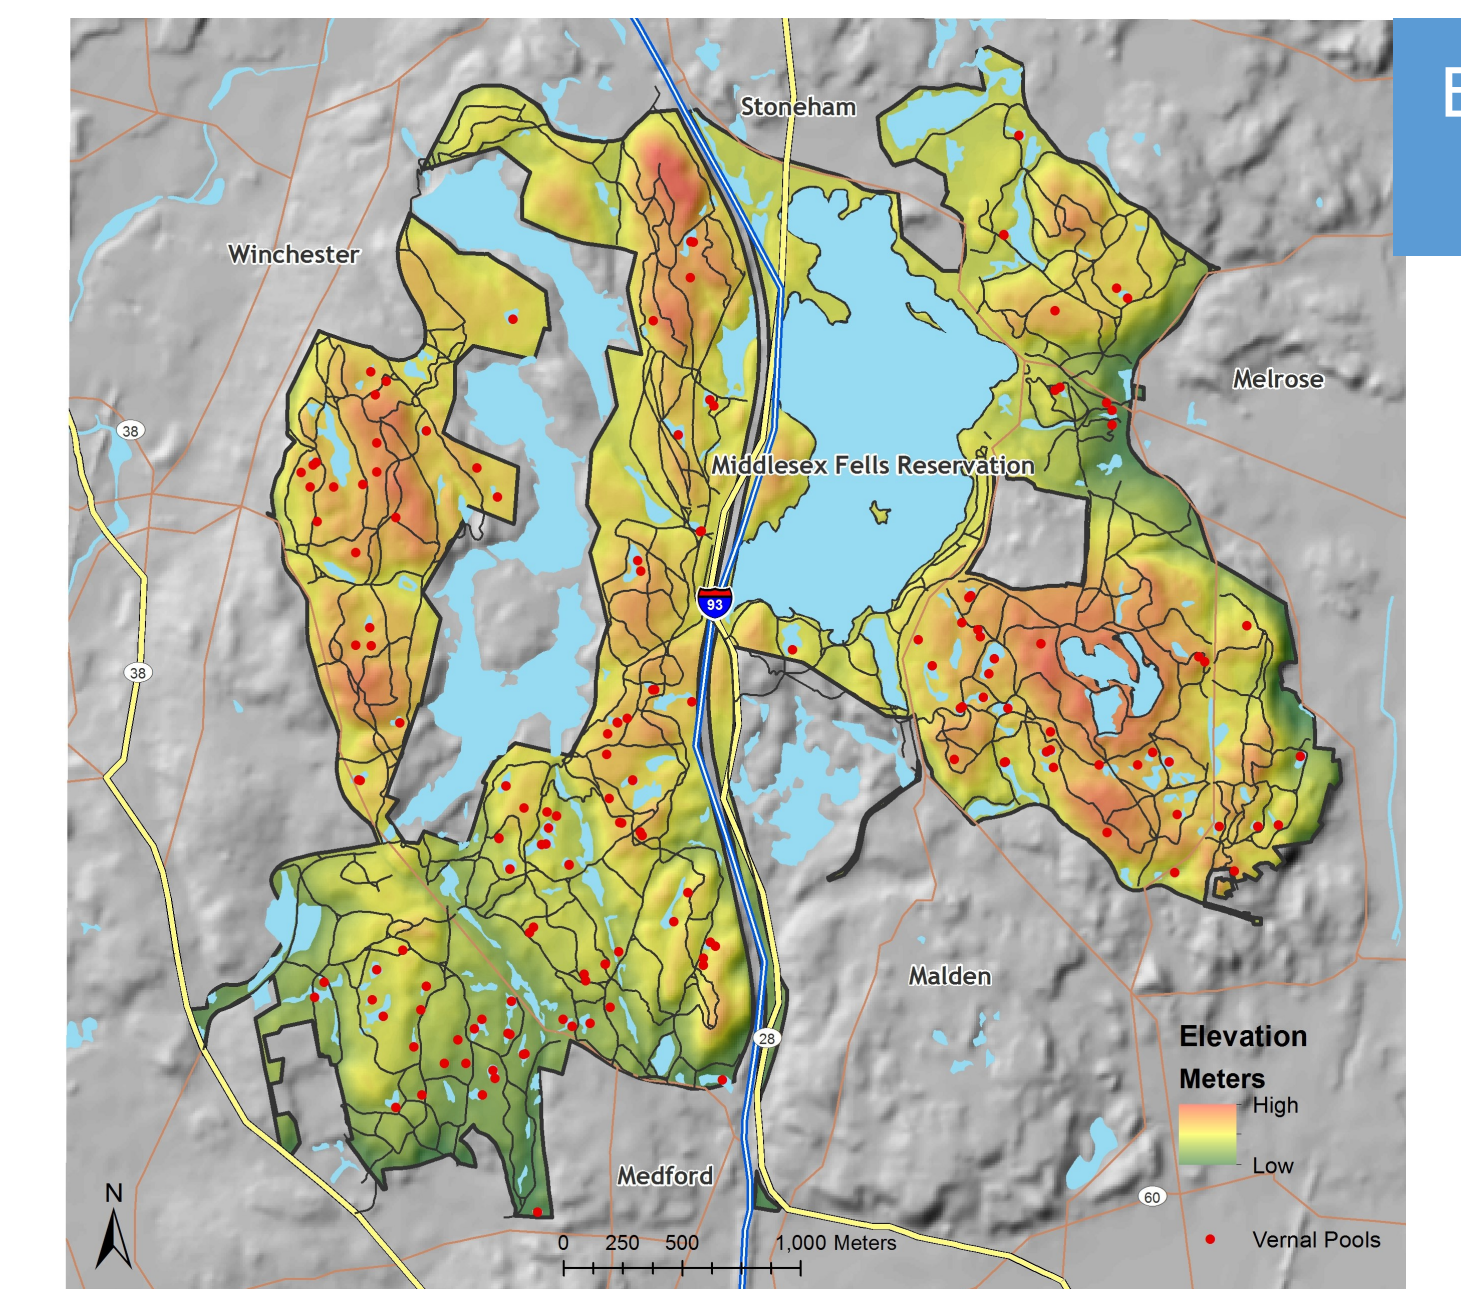 E
Stoneham
Winchester
Melrose
38
Middlesex Fells Reservation
93
38
Malden
28
Elevation
Meters
High
Low
Medford
N
60
0 250 500 1,000 Meters
Vernal Pools